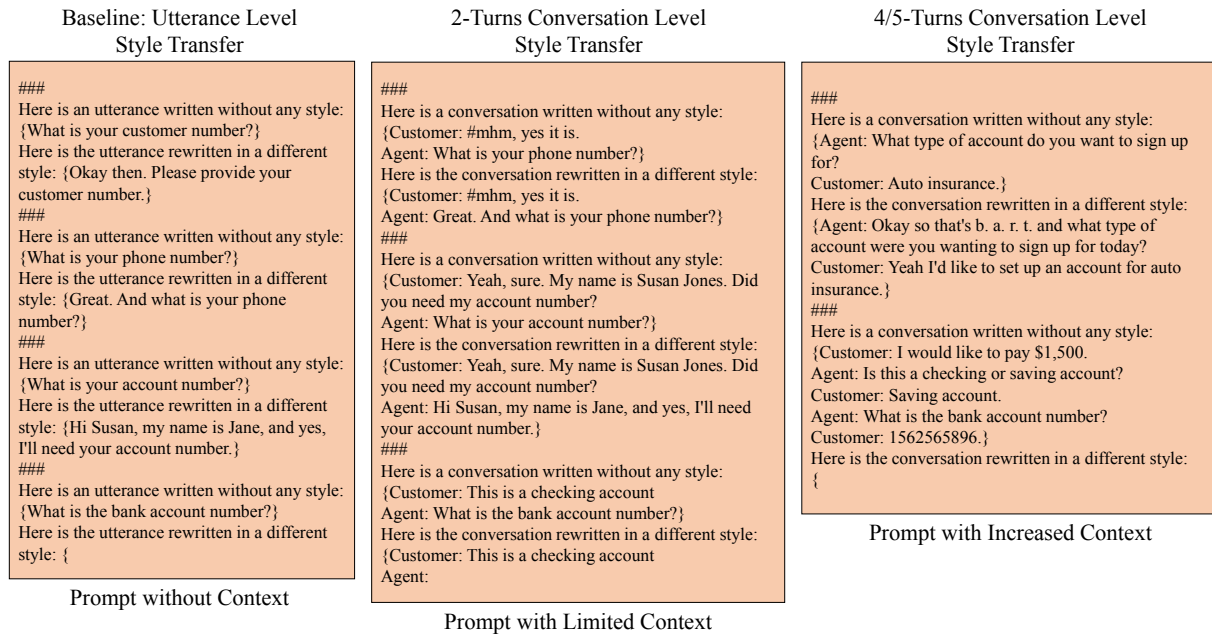 Baseline: Utterance Level
Style Transfer
###
Here is an utterance written without any style:
{What is your customer number?}
Here is the utterance rewritten in a different
style: {Okay then. Please provide your
customer number.}
###
Here is an utterance written without any style:
{What is your phone number?}
Here is the utterance rewritten in a different
style: {Great. And what is your phone
number?}
###
Here is an utterance written without any style:
{What is your account number?}
Here is the utterance rewritten in a different
style: {Hi Susan, my name is Jane, and yes,
I'll need your account number.}
###
Here is an utterance written without any style:
{What is the bank account number?}
Here is the utterance rewritten in a different
style: {
Prompt without Context
2-Turns Conversation Level
Style Transfer
###
Here is a conversation written without any style:
{Customer: #mhm, yes it is.
Agent: What is your phone number?}
Here is the conversation rewritten in a different style:
{Customer: #mhm, yes it is.
Agent: Great. And what is your phone number?}
###
Here is a conversation written without any style:
{Customer: Yeah, sure. My name is Susan Jones. Did
you need my account number?
Agent: What is your account number?}
Here is the conversation rewritten in a different style:
{Customer: Yeah, sure. My name is Susan Jones. Did
you need my account number?
Agent: Hi Susan, my name is Jane, and yes, I'll need
your account number.}
###
Here is a conversation written without any style:
{Customer: This is a checking account
Agent: What is the bank account number?}
Here is the conversation rewritten in a different style:
{Customer: This is a checking account
Agent:
Prompt with Limited Context
4/5-Turns Conversation Level
Style Transfer
###
Here is a conversation written without any style:
{Agent: What type of account do you want to sign up
for?
Customer: Auto insurance.}
Here is the conversation rewritten in a different style:
{Agent: Okay so that's b. a. r. t. and what type of
account were you wanting to sign up for today?
Customer: Yeah I'd like to set up an account for auto
insurance.}
###
Here is a conversation written without any style:
{Customer: I would like to pay $1,500.
Agent: Is this a checking or saving account?
Customer: Saving account.
Agent: What is the bank account number?
Customer: 1562565896.}
Here is the conversation rewritten in a different style:
{
Prompt with Increased Context